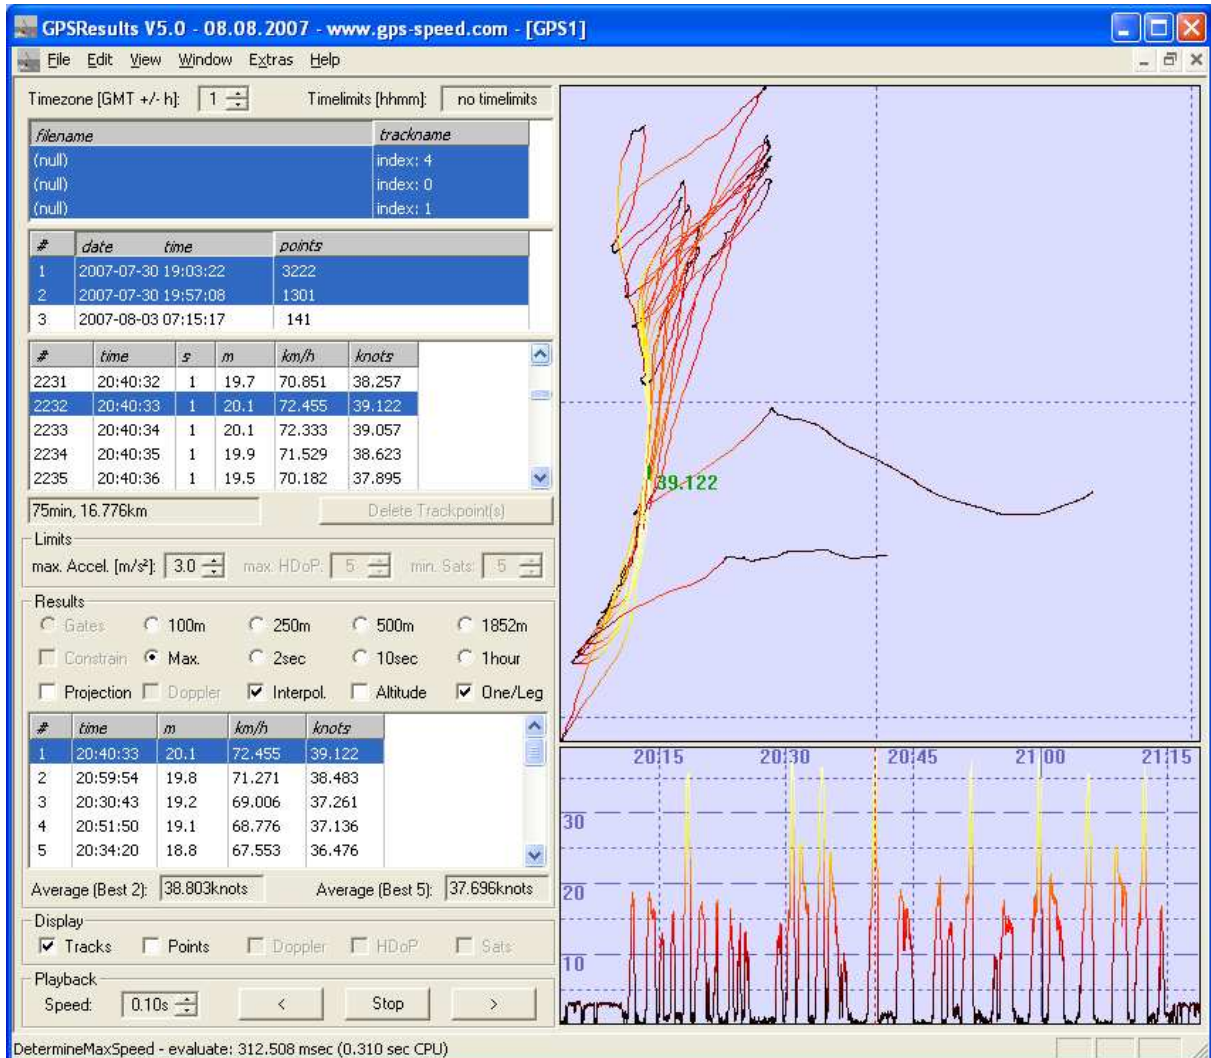 GPSResults V5.0 - 08.08.2007 - www.gps-speed.com - [GPS1]
File Edit View Window Extras Help
Timezone [GMT +/- h]: 1 Timelimits [hhmm]: no timelimits
filename trackname
(null) index: 4
(null) index: 0
(null) index: 1
# date time points
1 2007-07-30 19:03:22 3222
2 2007-07-30 19:57:08 1301
3 2007-08-03 07:15:17 141
# time s m km/h knots
2231 20:40:32 1 19.7 70.851 38.257
2232 20:40:33 1 20.1 72.455 39.122
2233 20:40:34 1 20.1 72.333 39.057
2234 20:40:35 1 19.9 71.529 38.623
2235 20:40:36 1 19.5 70.182 37.895
75min, 16.776km Delete Trackpoint(s)
Limits
max. Accel. [m/s²]: 3.0 max. HDoP: 5 min. Sats: 5
Results
Gates 100m 250m 500m 1852m
Constrain Max. 2sec 10sec 1hour
Projection Doppler Interpol. Altitude One/Leg
# time m km/h knots
1 20:40:33 20.1 72.455 39.122
2 20:59:54 19.8 71.271 38.483
3 20:30:43 19.2 69.006 37.261
4 20:51:50 19.1 68.776 37.136
5 20:34:20 18.8 67.553 36.476
Average (Best 2): 38.803knots Average (Best 5): 37.696knots
Display
Tracks Points Doppler HDoP Sats
Playback
Speed: 0.10s < Stop >
39.122
20:15 20:30 20:45 21:00 21:15
30
20
10
DetermineMaxSpeed - evaluate: 312.508 msec (0.310 sec CPU)